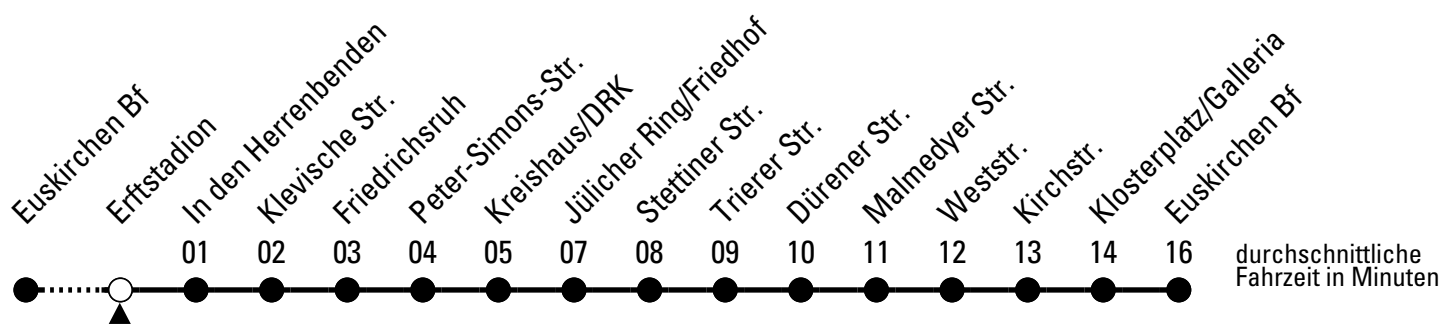 Euskirchen Bf
Erftstadion
In den Herrenbenden
Klevische Str.
Friedrichsruh
Peter-Simons-Str.
Kreishaus/DRK
Jülicher Ring/Friedhof
Stettiner Str.
Trierer Str.
Dürener Str.
Malmedyer Str.
Weststr.
Kirchstr.
Klosterplatz/Galleria
Euskirchen Bf
01 02 03 04 05 07 08 09 10 11 12 13 14 16
durchschnittliche
Fahrzeit in Minuten